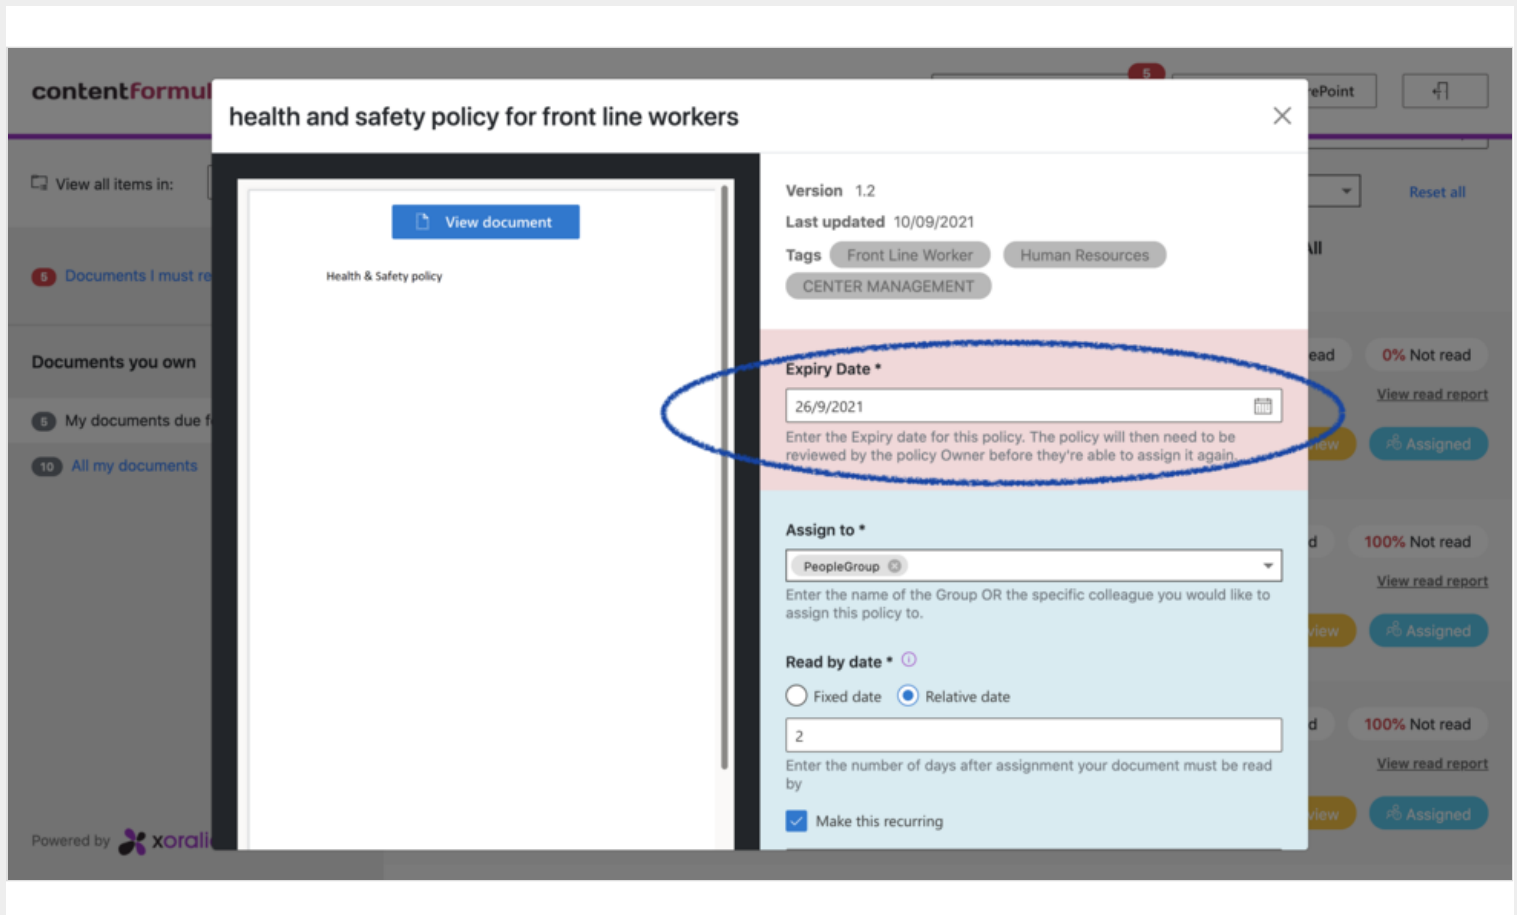 contentformul
5
rePoint
health and safety policy for front line workers
View all items in:
Reset all
View document
Health & Safety policy
Version 1.2
Last updated 10/09/2021
Tags Front Line Worker Human Resources
CENTER MANAGEMENT
5 Documents I must re
All
Documents you own
5 My documents due f
10 All my documents
Expiry Date *
26/9/2021
Enter the Expiry date for this policy. The policy will then need to be
reviewed by the policy Owner before they're able to assign it again.
ead 0% Not read
View read report
iew Assigned
Assign to *
PeopleGroup
Enter the name of the Group OR the specific colleague you would like to
assign this policy to.
d 100% Not read
View read report
view Assigned
Read by date *
Fixed date Relative date
2
Enter the number of days after assignment your document must be read
by
Make this recurring
d 100% Not read
View read report
view Assigned
Powered by xorali